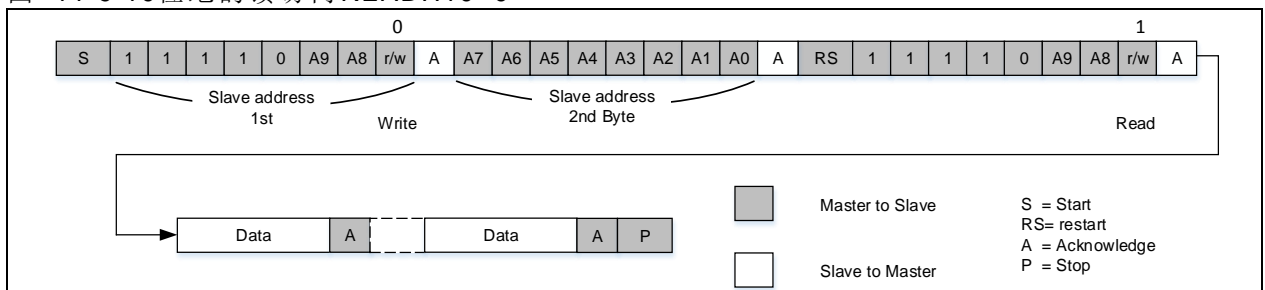 0 1
S 1 1 1 1 0 A9 A8 r/w A A7 A6 A5 A4 A3 A2 A1 A0 A RS 1 1 1 1 0 A9 A8 r/w A
Slave address
1st
Write
Slave address
2nd Byte
Read
Data A Data A P
Master to Slave
Slave to Master
S = Start
RS= restart
A = Acknowledge
P = Stop